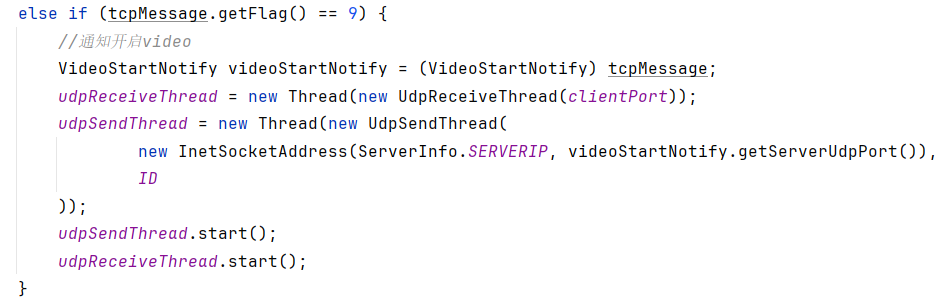 else if (tcpMessage.getFlag() == 9) {
//通知开启video
VideoStartNotify videoStartNotify = (VideoStartNotify) tcpMessage;
udpReceiveThread = new Thread(new UdpReceiveThread(clientPort));
udpSendThread = new Thread(new UdpSendThread(
new InetSocketAddress(ServerInfo.SERVERIP, videoStartNotify.getServerUdpPort()),
ID
));
udpSendThread.start();
udpReceiveThread.start();
}